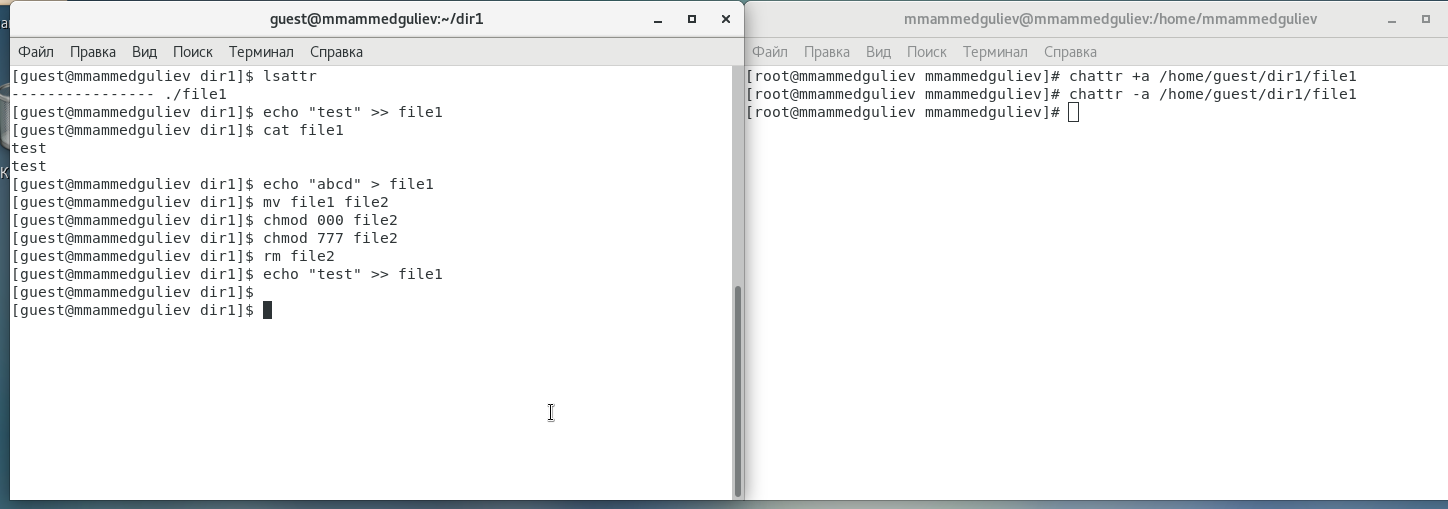 guest@mmammedguliev:~/dir1
Файл Правка Вид Поиск Терминал Справка
[guest@mmammedguliev dir1]$ lsattr
---------------- ./file1
[guest@mmammedguliev dir1]$ echo "test" >> file1
[guest@mmammedguliev dir1]$ cat file1
test
test
[guest@mmammedguliev dir1]$ echo "abcd" > file1
[guest@mmammedguliev dir1]$ mv file1 file2
[guest@mmammedguliev dir1]$ chmod 000 file2
[guest@mmammedguliev dir1]$ chmod 777 file2
[guest@mmammedguliev dir1]$ rm file2
[guest@mmammedguliev dir1]$ echo "test" >> file1
[guest@mmammedguliev dir1]$
[guest@mmammedguliev dir1]$
mmammedguliev@mmammedguliev:/home/mmammedguliev
Файл Правка Вид Поиск Терминал Справка
[root@mmammedguliev mmammedguliev]# chattr +a /home/guest/dir1/file1
[root@mmammedguliev mmammedguliev]# chattr -a /home/guest/dir1/file1
[root@mmammedguliev mmammedguliev]#